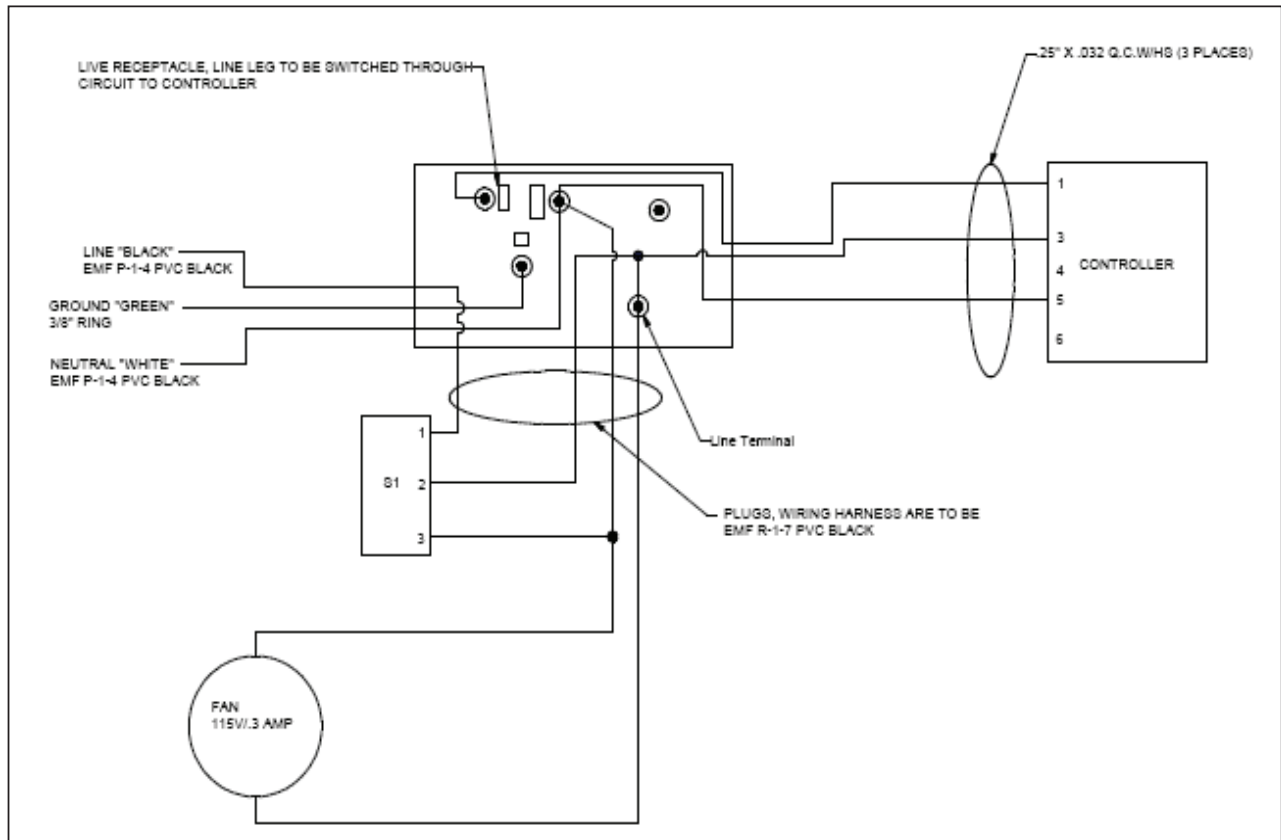 LIVE RECEPTACLE, LINE LEG TO BE SWITCHED THROUGH
CIRCUIT TO CONTROLLER
.25" X .032 Q.C.W/HS (3 PLACES)
LINE "BLACK"
EMF P-1-4 PVC BLACK
GROUND "GREEN"
3/8" RING
NEUTRAL "WHITE"
EMF P-1-4 PVC BLACK
1
3
4
5
6
CONTROLLER
S1
1
2
3
Line Terminal
PLUGS, WIRING HARNESS ARE TO BE
EMF R-1-7 PVC BLACK
FAN
115V/.3 AMP